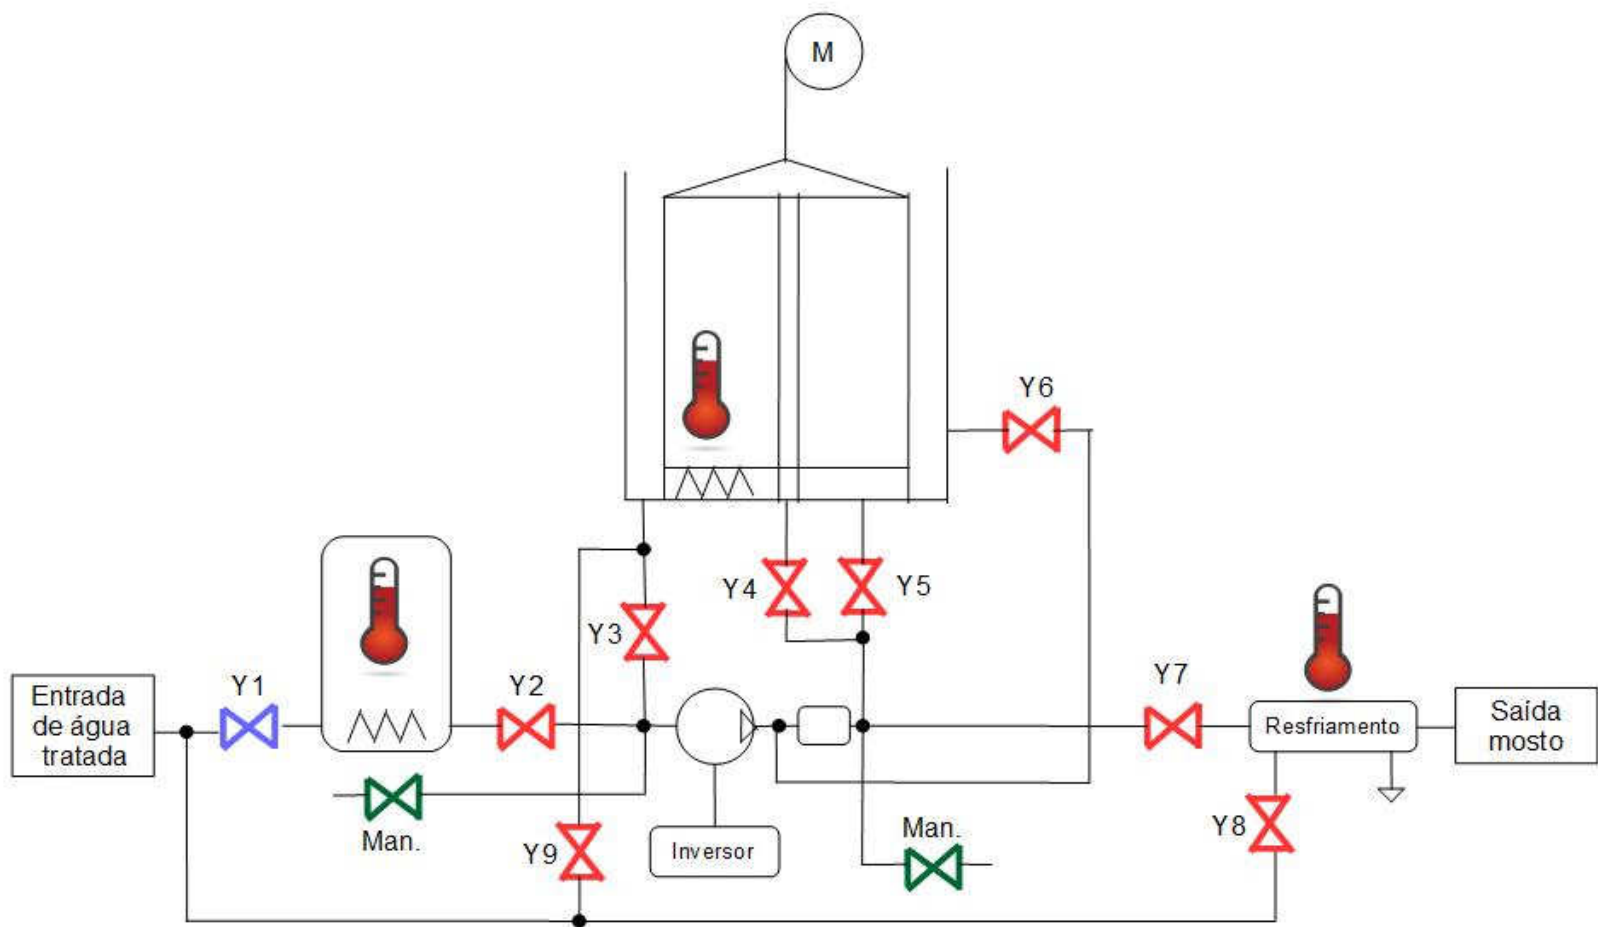 M
Y6
Y4
Y5
Y3
Y1
Y2
Y7
Entrada
de água
tratada
Resfriamento
Saída
mosto
Man.
Y9
Inversor
Man.
Y8